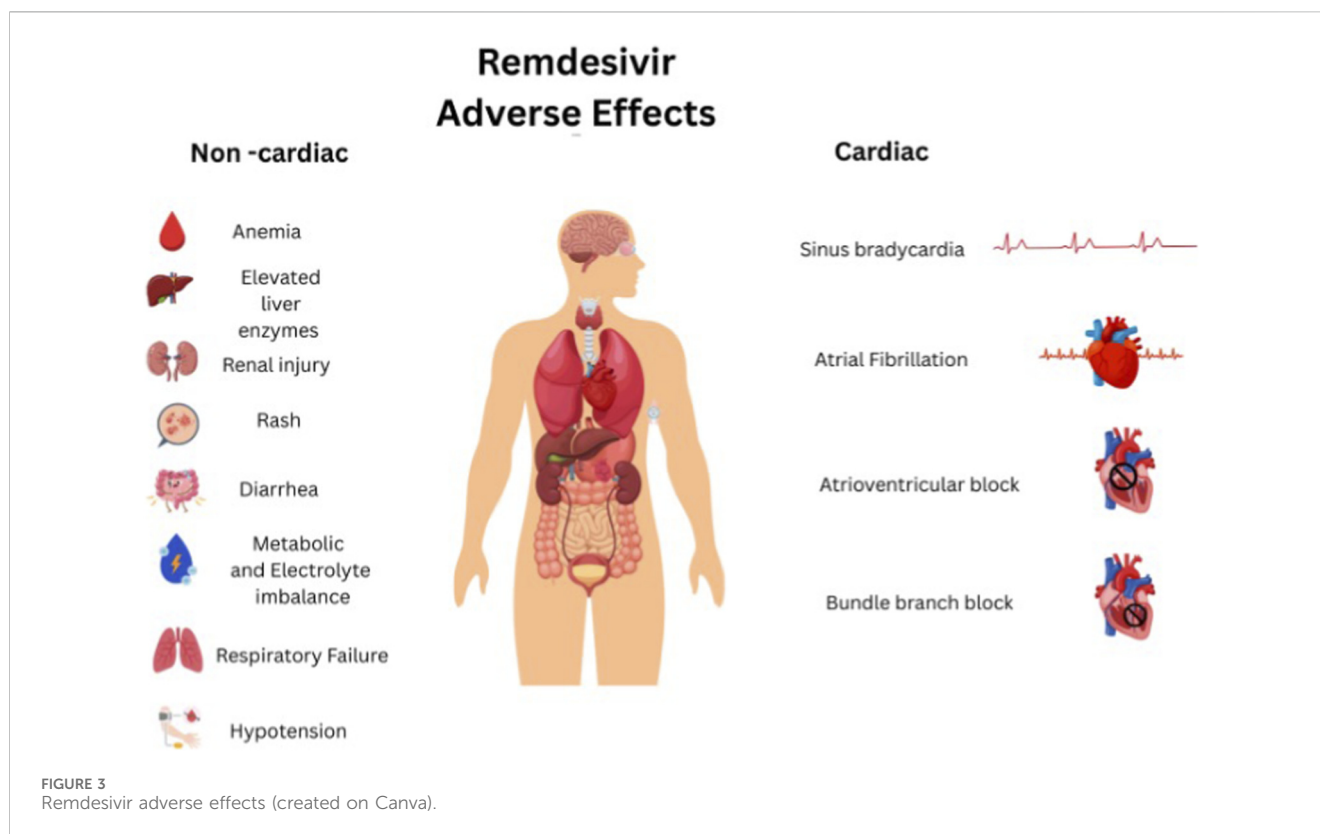 Remdesivir
Adverse Effects
Non -cardiac
Anemia
Elevated
liver
enzymes
Renal injury
Rash
Diarrhea
Metabolic
and Electrolyte
imbalance
Respiratory Failure
Hypotension
Cardiac
Sinus bradycardia
Atrial Fibrillation
Atrioventricular block
Bundle branch block
FIGURE 3
Remdesivir adverse effects (created on Canva).